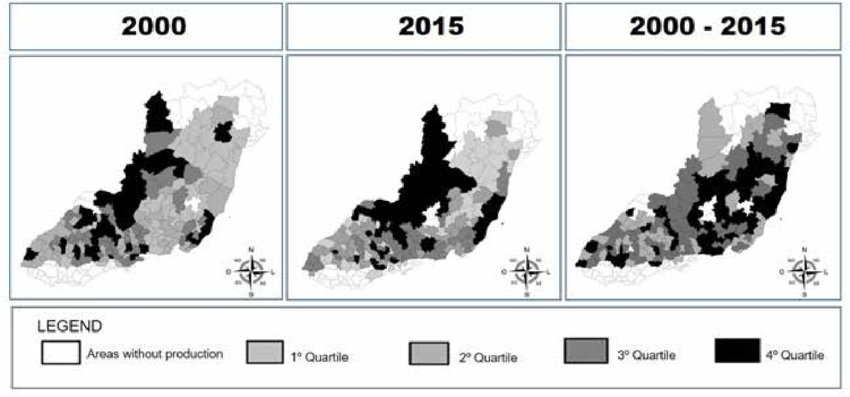 2000
2015
2000 - 2015
N
O
L
S
N
O
L
S
N
O
L
S
LEGEND
Areas without production
1º Quartile
2º Quartile
3º Quartile
4º Quartile